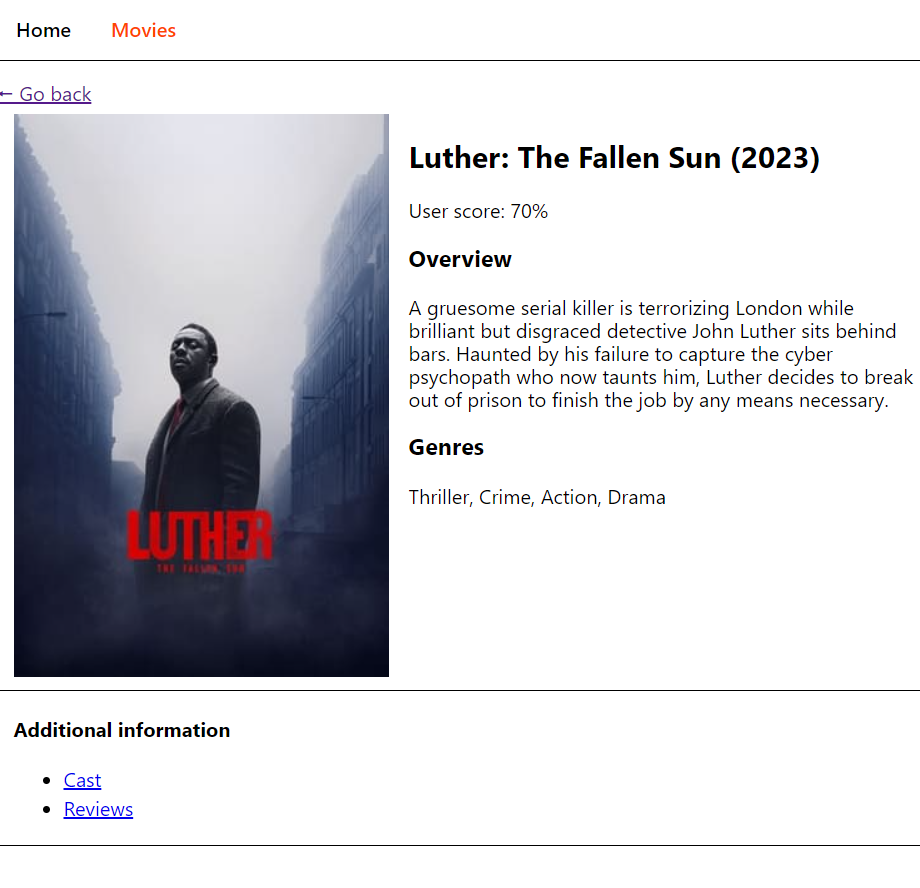 Home Movies
← Go back
LUTHER
THE FALLEN SUN
Luther: The Fallen Sun (2023)
User score: 70%
Overview
A gruesome serial killer is terrorizing London while
brilliant but disgraced detective John Luther sits behind
bars. Haunted by his failure to capture the cyber
psychopath who now taunts him, Luther decides to break
out of prison to finish the job by any means necessary.
Genres
Thriller, Crime, Action, Drama
Additional information
Cast
Reviews